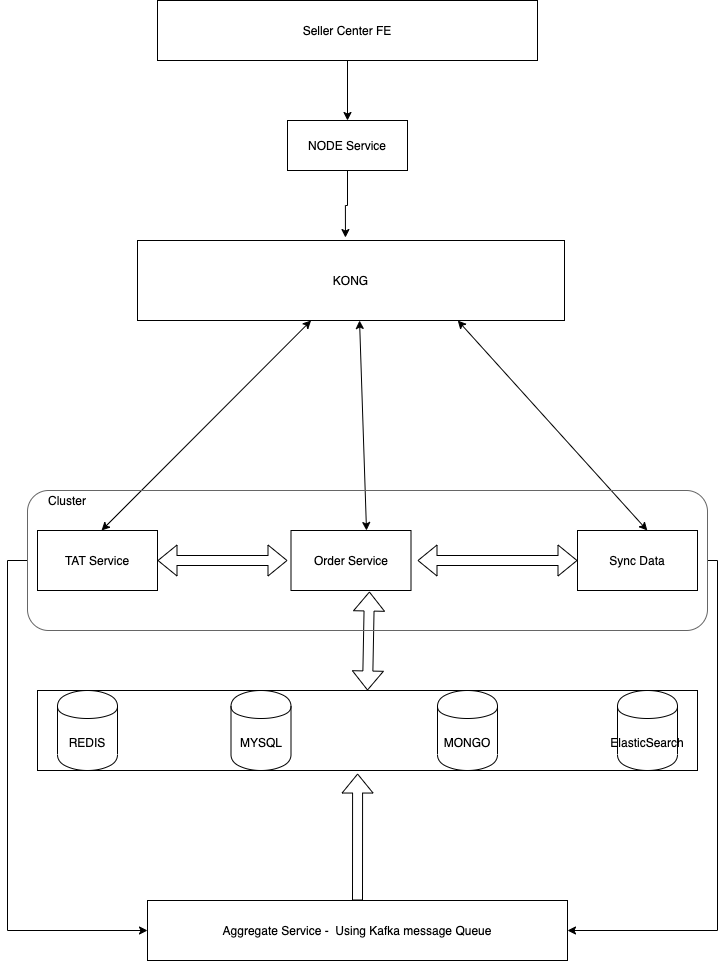 Seller Center FE
NODE Service
KONG
Cluster
TAT Service
Order Service
Sync Data
REDIS
MYSQL
MONGO
ElasticSearch
Aggregate Service - Using Kafka message Queue